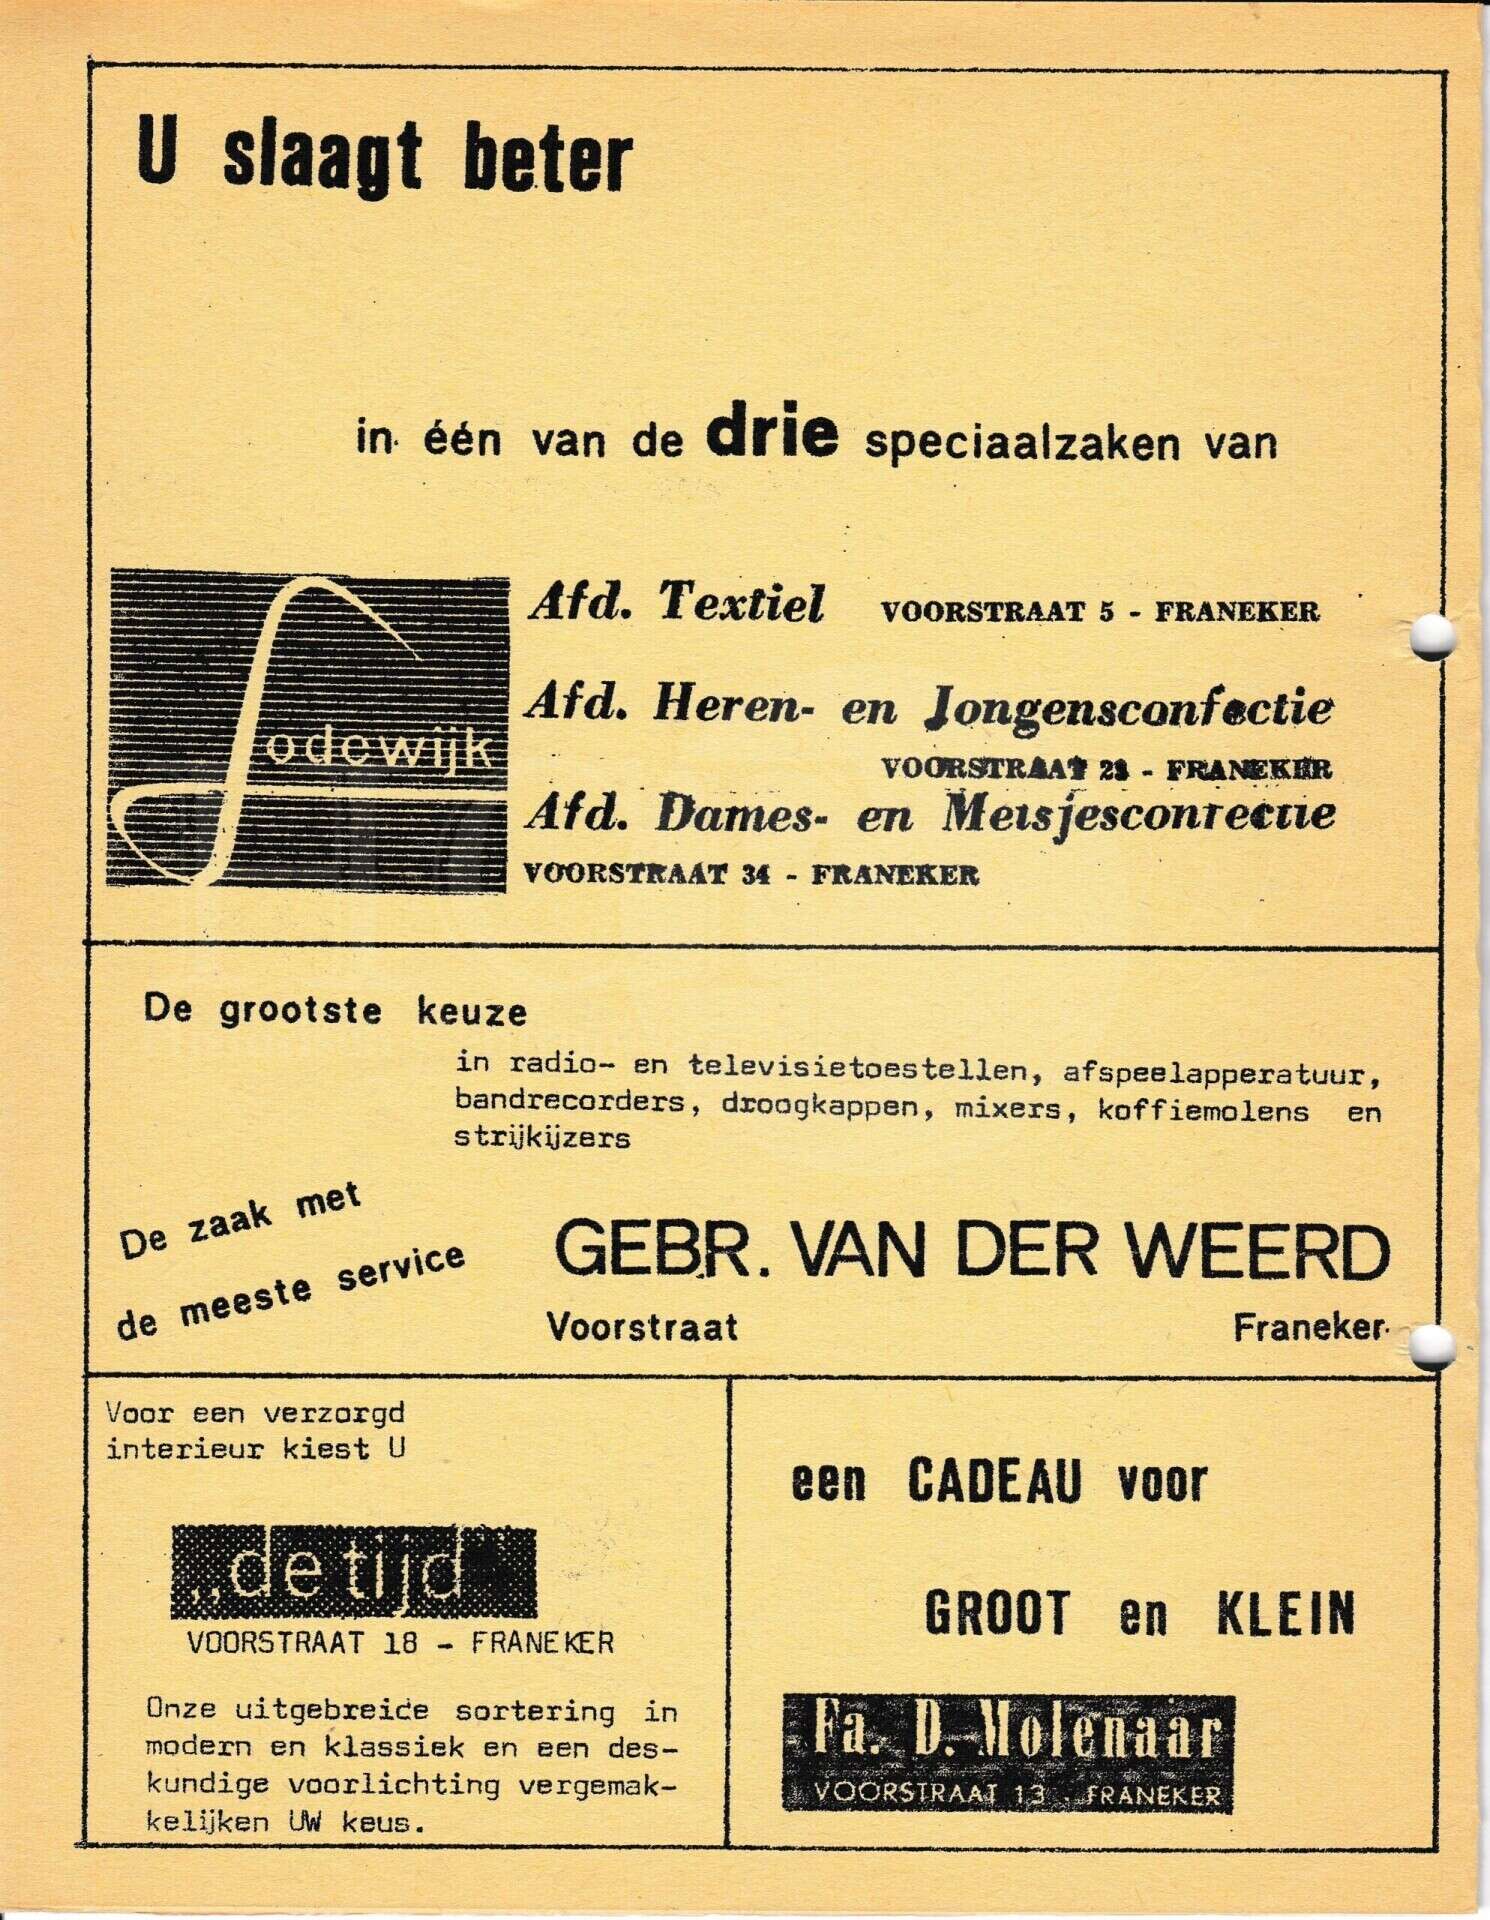 U slaagt beter
in één van de drie speciaalzaken van
Lodewijk
Afd. Textiel VOORSTRAAT 5 - FRANEKER
Afd. Heren- en Jongensconfectie
VOORSTRAAT 28 - FRANEKER
Afd. Dames- en Meisjesconfectie
VOORSTRAAT 34 - FRANEKER
De grootste keuze
in radio- en televisietoestellen, afspeelapperatuur,
bandrecorders, droogkappen, mixers, koffiemolens en
strijkijzers
De zaak met
de meeste service
GEBR. VAN DER WEERD
Voorstraat Franeker
Voor een verzorgd
interieur kiest U
„de tijd"
VOORSTRAAT 18 - FRANEKER
Onze uitgebreide sortering in
modern en klassiek en een des-
kundige voorlichting vergemak-
kelijken UW keus.
een CADEAU voor
GROOT en KLEIN
Fa. D. Molenaar
VOORSTRAAT 13 - FRANEKER